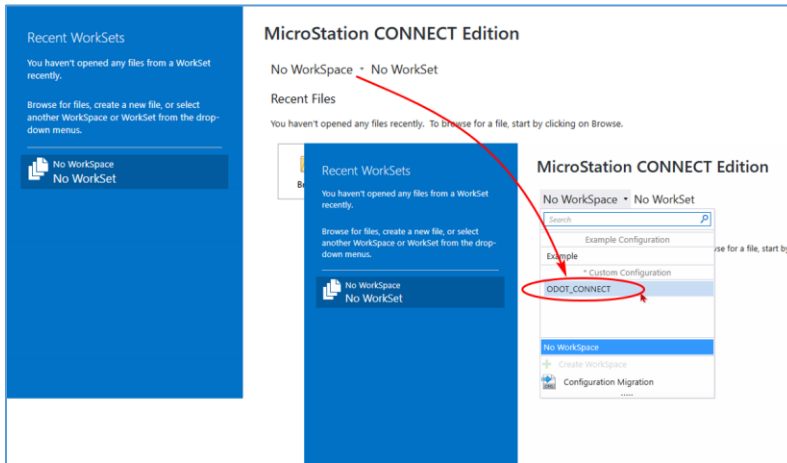 Recent WorkSets
You haven't opened any files from a WorkSet
recently.
Browse for files, create a new file, or select
another WorkSpace or WorkSet from the drop-
down menus.
No WorkSpace
No WorkSet
MicroStation CONNECT Edition
No WorkSpace No WorkSet
Recent Files
You haven't opened any files recently. To browse for a file, start by clicking on Browse.
Recent WorkSets
You haven't opened any files from a WorkSet
recently.
Browse for files, create a new file, or select
another WorkSpace or WorkSet from the drop-
down menus.
No WorkSpace
No WorkSet
MicroStation CONNECT Edition
No WorkSpace No WorkSet
Search
Example Configuration
Example
* Custom Configuration
ODOT_CONNECT
No WorkSpace
Create WorkSpace
Configuration Migration
.....
wse for a file, start by